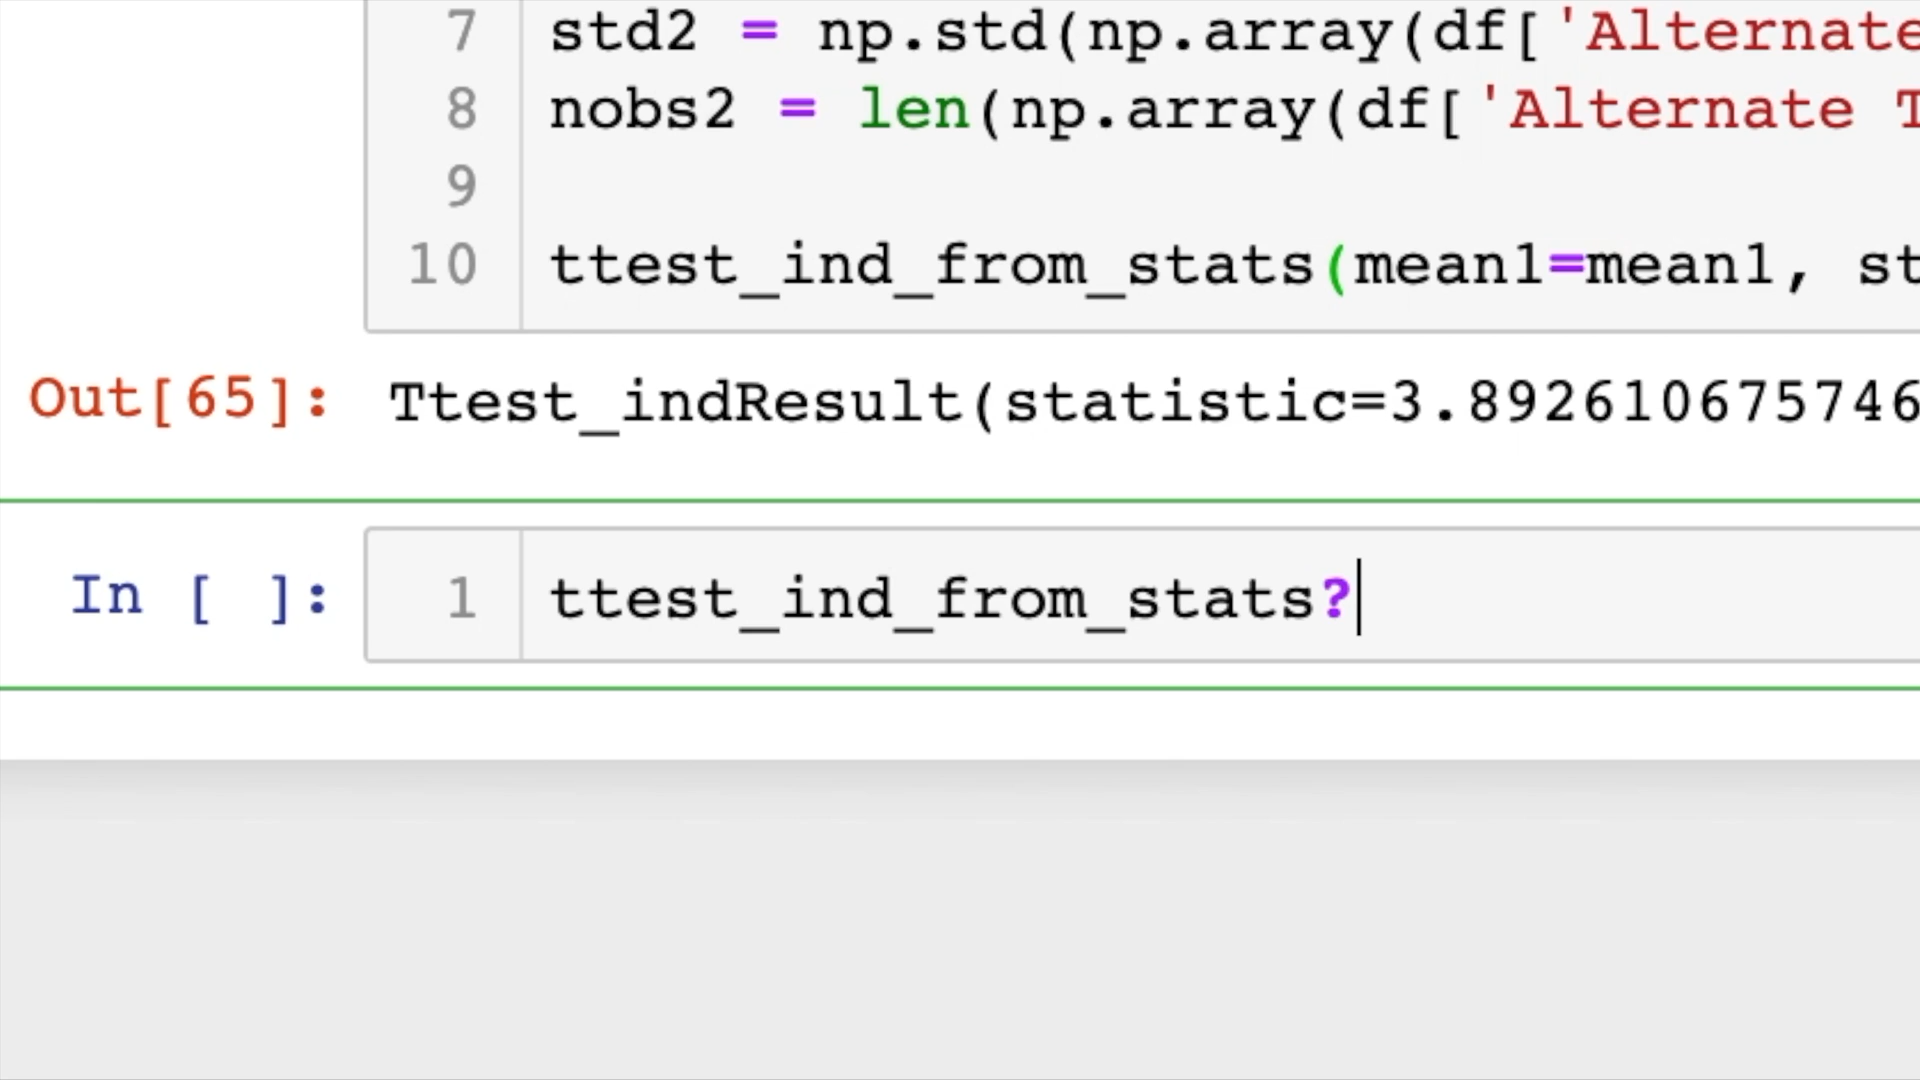 7 std2 = np.std(np.array(df['Alternate
8 nobs2 = len(np.array(df['Alternate T
9
10 ttest_ind_from_stats(mean1=mean1, st
Out[65]: Ttest_indResult(statistic=3.892610675746
In [ ]: 1 ttest_ind_from_stats?